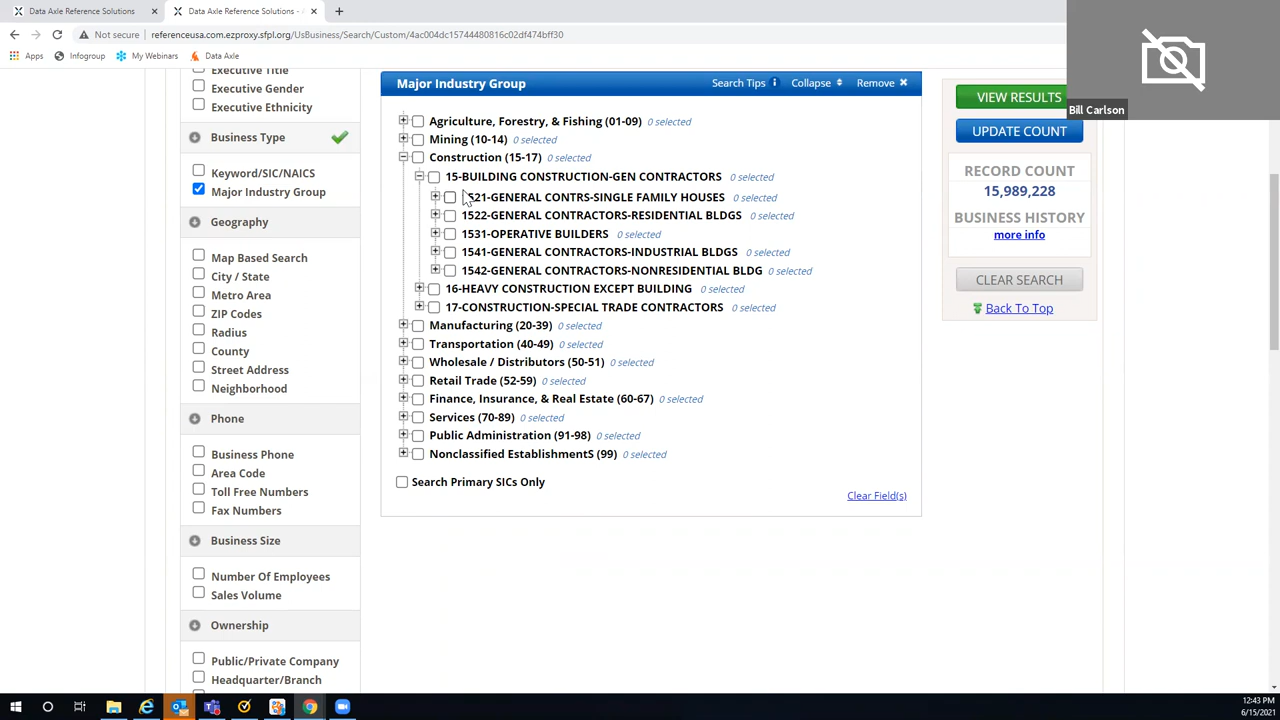 Data Axle Reference Solutions
Data Axle Reference Solutions - A
Not secure | referenceusa.com.ezproxy.sfpl.org/UsBusiness/Search/Custom/4ac004dc15744480816c02df474bff30
Apps Infogroup My Webinars Data Axle
Bill Carlson
Executive Title
Executive Gender
Executive Ethnicity
Business Type
Keyword/SIC/NAICS
Major Industry Group
Geography
Map Based Search
City / State
Metro Area
ZIP Codes
Radius
County
Street Address
Neighborhood
Phone
Business Phone
Area Code
Toll Free Numbers
Fax Numbers
Business Size
Number Of Employees
Sales Volume
Ownership
Public/Private Company
Headquarter/Branch
Major Industry Group Search Tips i Collapse Remove
Agriculture, Forestry, & Fishing (01-09) 0 selected
Mining (10-14) 0 selected
Construction (15-17) 0 selected
15-BUILDING CONSTRUCTION-GEN CONTRACTORS 0 selected
1521-GENERAL CONTRS-SINGLE FAMILY HOUSES 0 selected
1522-GENERAL CONTRACTORS-RESIDENTIAL BLDGS 0 selected
1531-OPERATIVE BUILDERS 0 selected
1541-GENERAL CONTRACTORS-INDUSTRIAL BLDGS 0 selected
1542-GENERAL CONTRACTORS-NONRESIDENTIAL BLDG 0 selected
16-HEAVY CONSTRUCTION EXCEPT BUILDING 0 selected
17-CONSTRUCTION-SPECIAL TRADE CONTRACTORS 0 selected
Manufacturing (20-39) 0 selected
Transportation (40-49) 0 selected
Wholesale / Distributors (50-51) 0 selected
Retail Trade (52-59) 0 selected
Finance, Insurance, & Real Estate (60-67) 0 selected
Services (70-89) 0 selected
Public Administration (91-98) 0 selected
Nonclassified EstablishmentS (99) 0 selected
Search Primary SICs Only
Clear Field(s)
VIEW RESULTS
UPDATE COUNT
RECORD COUNT
15,989,228
BUSINESS HISTORY
more info
CLEAR SEARCH
Back To Top
12:43 PM
6/15/2021